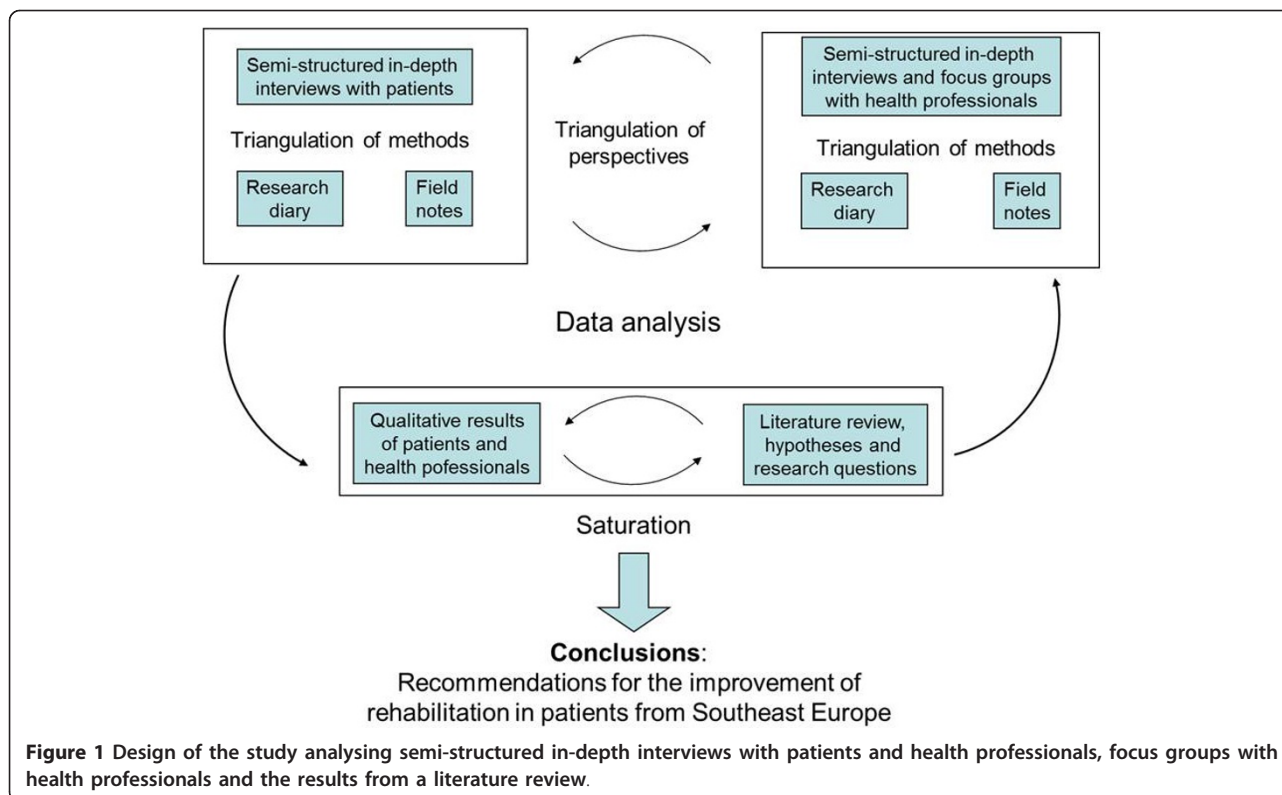 Semi-structured in-depth
interviews with patients
Triangulation of methods
Research
diary
Field
notes
Triangulation of
perspectives
Semi-structured in-depth
interviews and focus groups
with health professionals
Triangulation of methods
Research
diary
Field
notes
Data analysis
Qualitative results
of patients and
health pofessionals
Literature review,
hypotheses and
research questions
Saturation
Conclusions:
Recommendations for the improvement of
rehabilitation in patients from Southeast Europe
Figure 1 Design of the study analysing semi-structured in-depth interviews with patients and health professionals, focus groups with
health professionals and the results from a literature review.